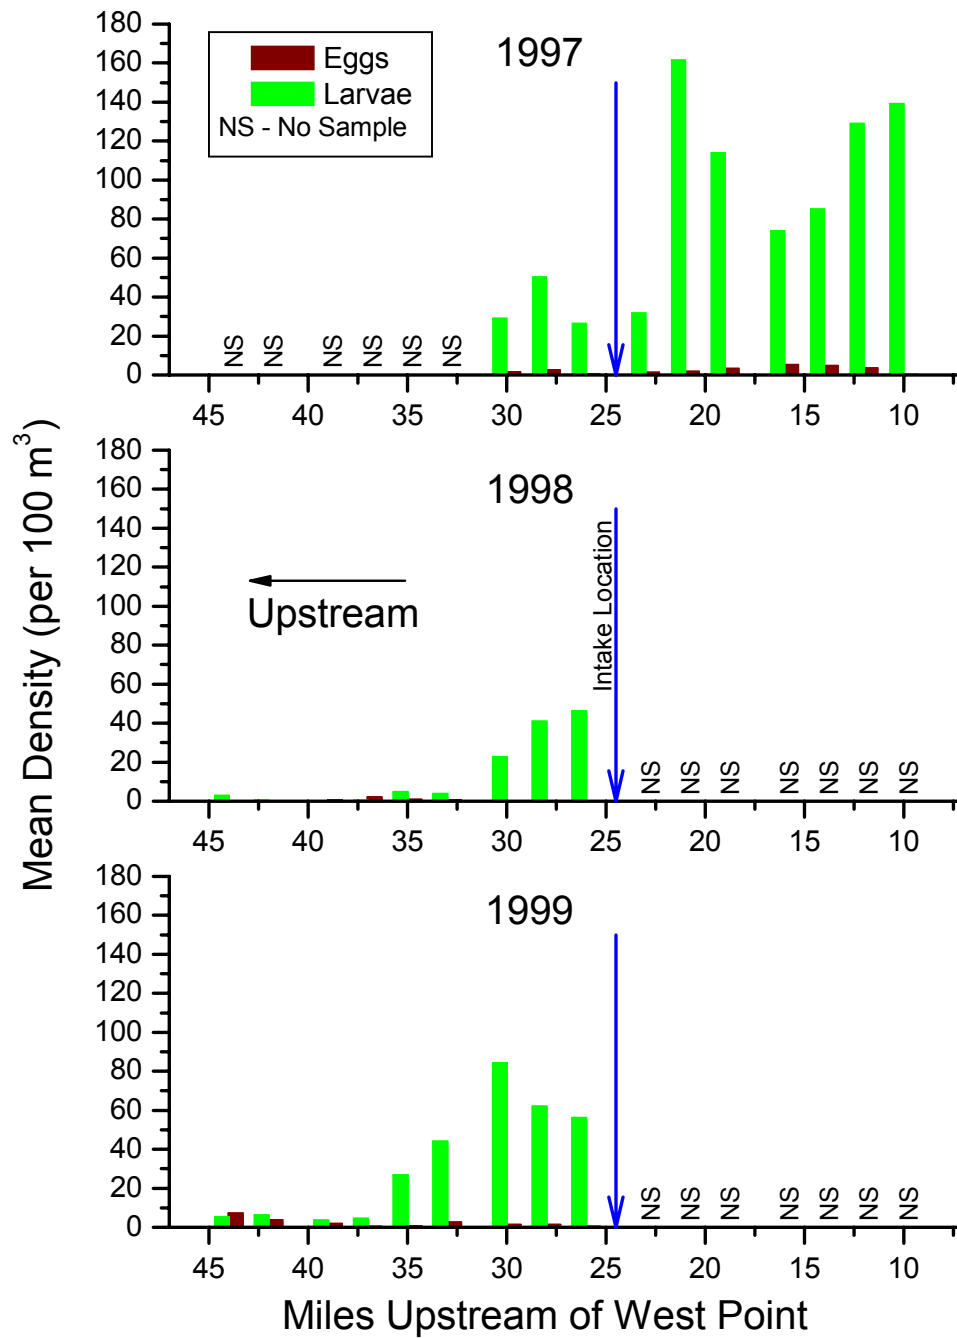 Mean Density (per 100 m³)
1997
Eggs
Larvae
NS - No Sample
180
160
140
120
100
80
60
40
20
0
NS NS NS NS NS NS
45 40 35 30 25 20 15 10
1998
Upstream
Intake Location
180
160
140
120
100
80
60
40
20
0
NS NS NS NS NS NS NS
45 40 35 30 25 20 15 10
1999
180
160
140
120
100
80
60
40
20
0
NS NS NS NS NS NS NS
45 40 35 30 25 20 15 10
Miles Upstream of West Point